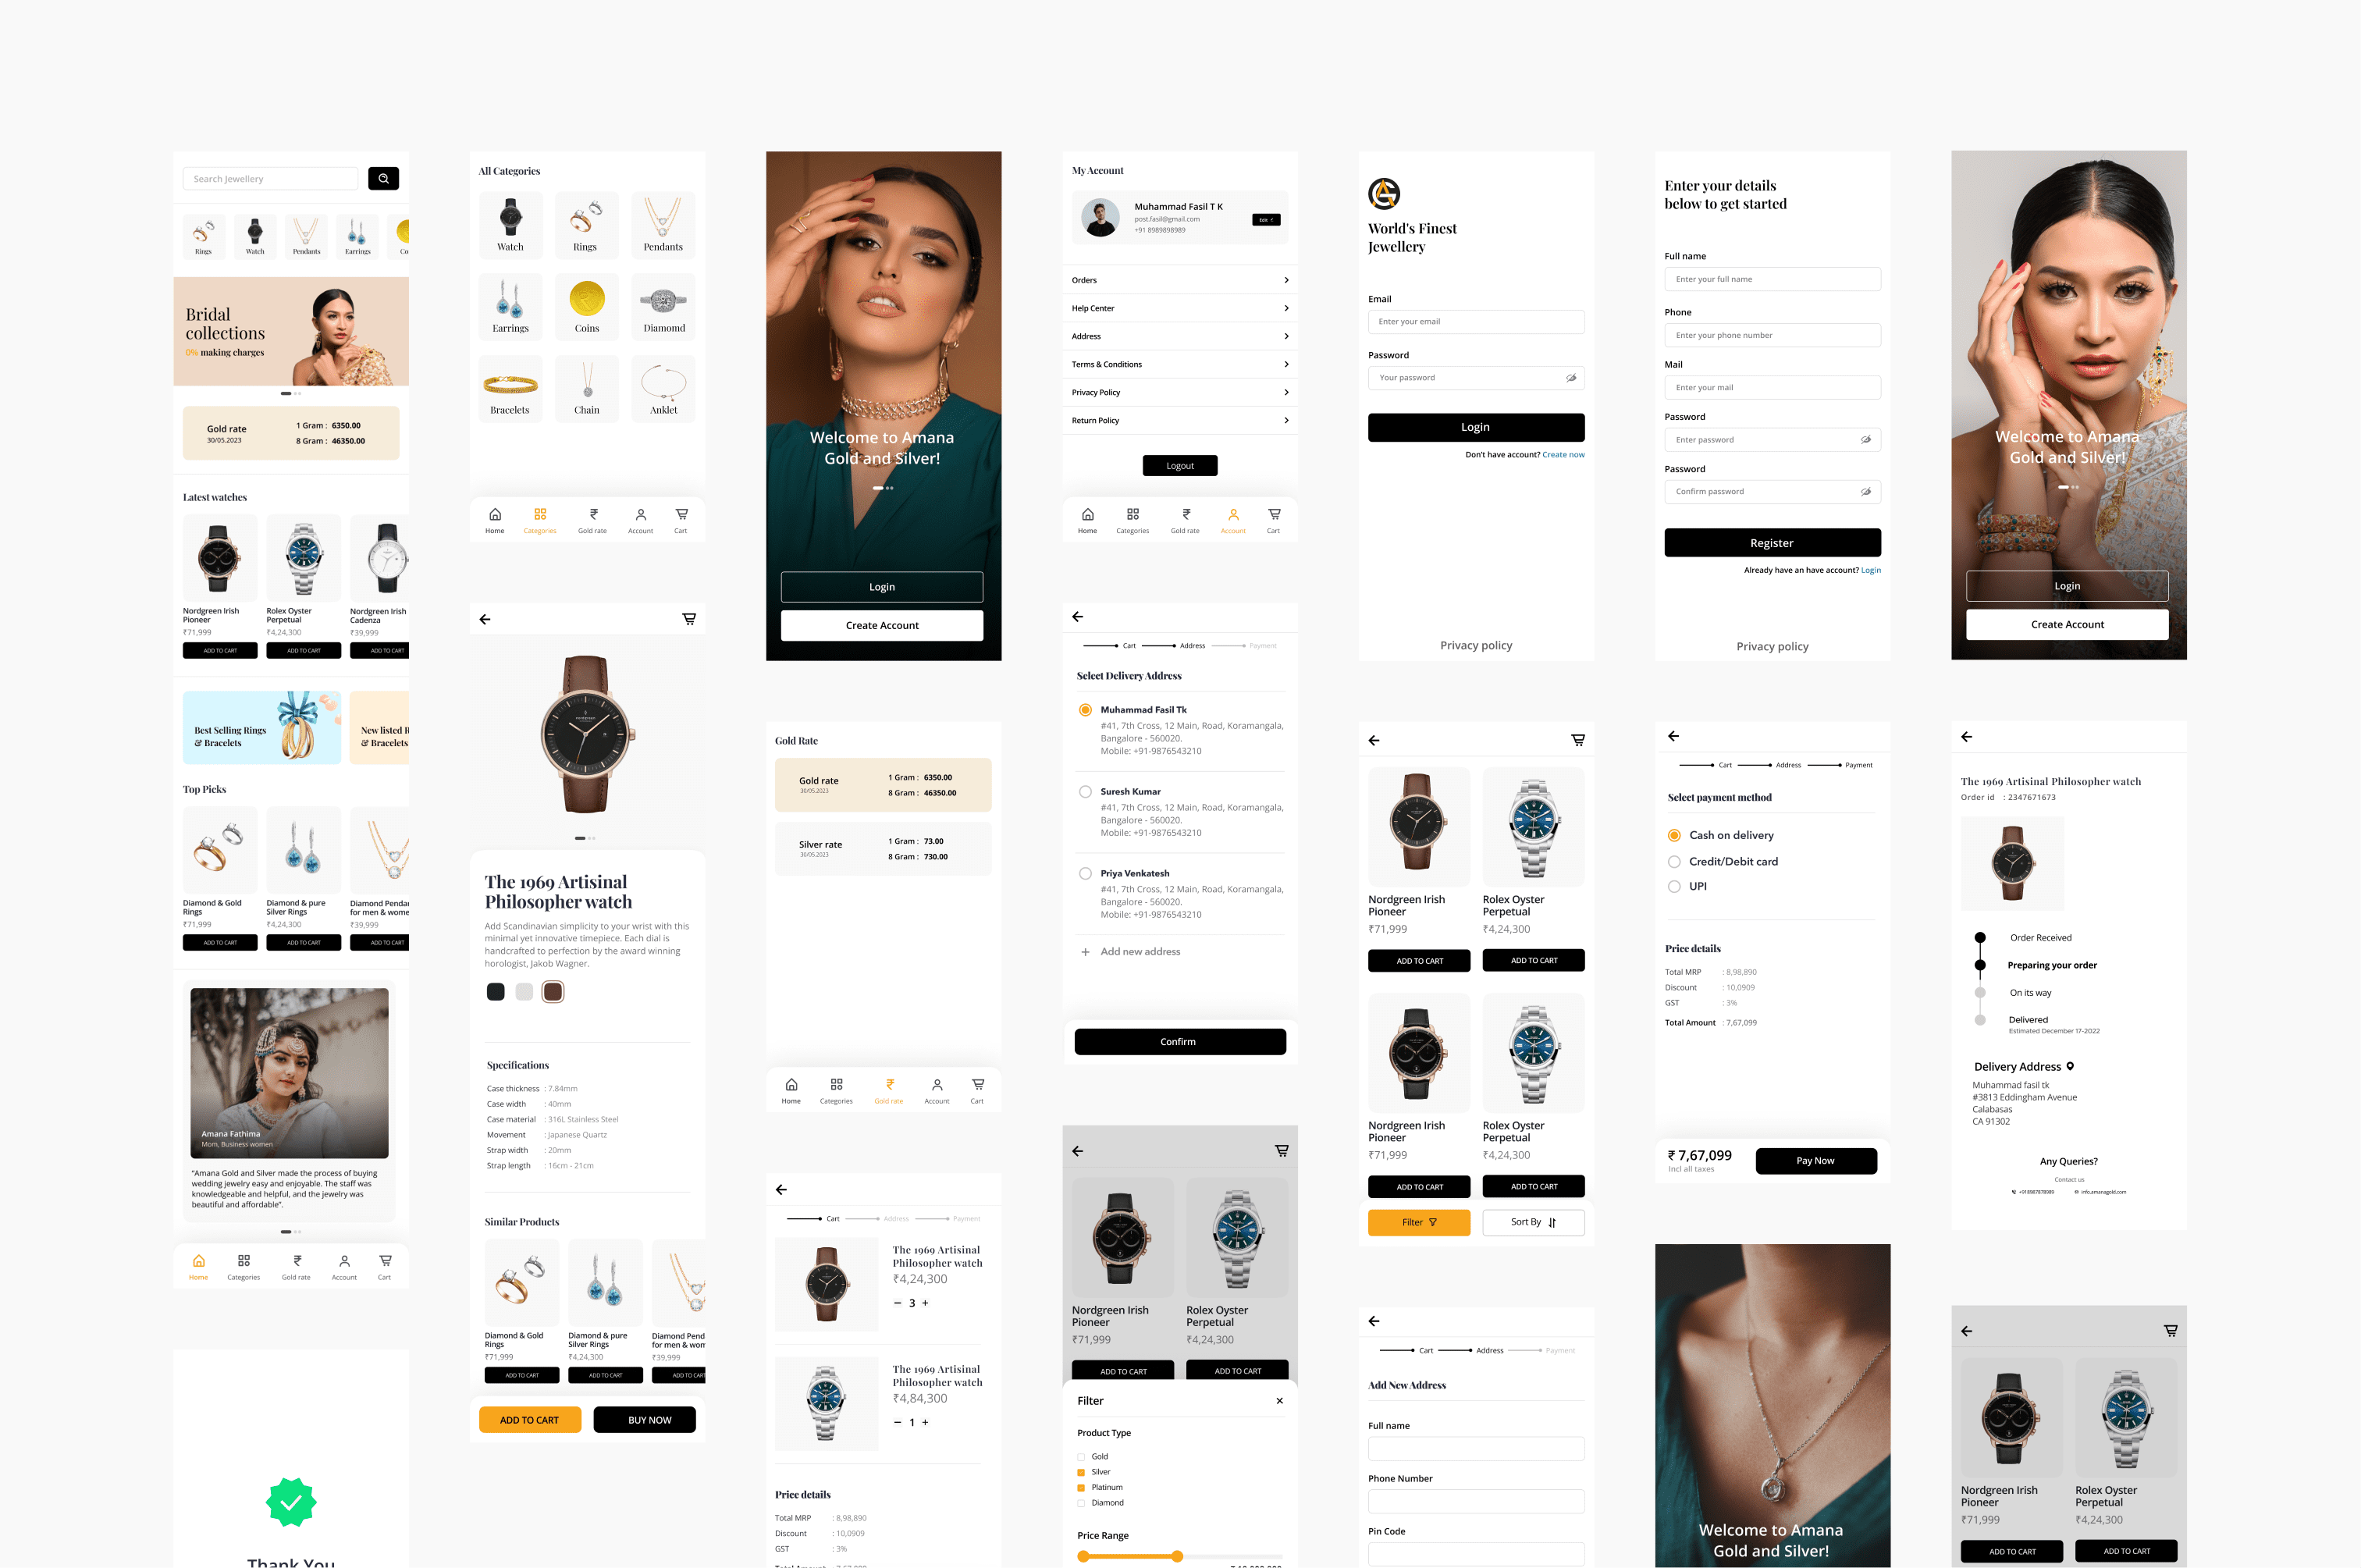 Search Jewellery
Rings
Watch
Pendants
Earrings
Co
Bridal
collections
0% making charges
Gold rate
30/05.2023
1 Gram : 6350.00
8 Gram : 46350.00
Latest watches
Nordgreen Irish
Pioneer
₹71,999
ADD TO CART
Rolex Oyster
Perpetual
₹4,24,300
ADD TO CART
Nordgreen Irish
Cadenza
₹39,999
ADD TO CART
Best Selling Rings
& Bracelets
New listed R
& Bracelets
Top Picks
Diamond & Gold
Rings
₹71,999
ADD TO CART
Diamond & pure
Silver Rings
₹4,24,300
ADD TO CART
Diamond Penda
for men & wome
₹39,999
ADD TO CART
Amana Fathima
Mom, Business women
"Amana Gold and Silver made the process of buying
wedding jewelry easy and enjoyable. The staff was
knowledgeable and helpful, and the jewelry was
beautiful and affordable".
Home
Categories
Gold rate
Account
Cart
Thank You
All Categories
Watch
Rings
Pendants
Earrings
Coins
Diamomd
Bracelets
Chain
Anklet
Home
Categories
Gold rate
Account
Cart
The 1969 Artisinal
Philosopher watch
Add Scandinavian simplicity to your wrist with this
minimal yet innovative timepiece. Each dial is
handcrafted to perfection by the award winning
horologist, Jakob Wagner.
Specifications
Case thickness : 7.84mm
Case width : 40mm
Case material : 316L Stainless Steel
Movement : Japanese Quartz
Strap width : 20mm
Strap length : 16cm - 21cm
Similar Products
Diamond & Gold
Rings
₹71,999
ADD TO CART
Diamond & pure
Silver Rings
₹4,24,300
ADD TO CART
Diamond Pend
for men & wom
₹39,999
ADD TO CAR
ADD TO CART
BUY NOW
Welcome to Amana
Gold and Silver!
Login
Create Account
Gold Rate
Gold rate
30/05.2023
1 Gram : 6350.00
8 Gram : 46350.00
Silver rate
30/05.2023
1 Gram : 73.00
8 Gram : 730.00
Home
Categories
Gold rate
Account
Cart
Cart
Address
Payment
The 1969 Artisinal
Philosopher watch
₹4,24,300
− 3 +
The 1969 Artisinal
Philosopher watch
₹4,84,300
− 1 +
Price details
Total MRP : 8,98,890
Discount : 10,0909
GST : 3%
Total Amount : 7,67,099
My Account
Muhammad Fasil T K
post.fasil@gmail.com
+91 8989898989
Edit
Orders
Help Center
Address
Terms & Conditions
Privacy Policy
Return Policy
Logout
Home
Categories
Gold rate
Account
Cart
Cart
Address
Payment
Select Delivery Address
Muhammad Fasil Tk
#41, 7th Cross, 12 Main, Road, Koramangala,
Bangalore - 560020.
Mobile: +91-9876543210
Suresh Kumar
#41, 7th Cross, 12 Main, Road, Koramangala,
Bangalore - 560020.
Mobile: +91-9876543210
Priya Venkatesh
#41, 7th Cross, 12 Main, Road, Koramangala,
Bangalore - 560020.
Mobile: +91-9876543210
+ Add new address
Confirm
Nordgreen Irish
Pioneer
₹71,999
ADD TO CART
Rolex Oyster
Perpetual
₹4,24,300
ADD TO CART
Filter
Product Type
Gold
Silver
Platinum
Diamond
Price Range
World's Finest
Jewellery
Email
Enter your email
Password
Your password
Login
Don't have account? Create now
Privacy policy
Nordgreen Irish
Pioneer
₹71,999
ADD TO CART
Rolex Oyster
Perpetual
₹4,24,300
ADD TO CART
Nordgreen Irish
Pioneer
₹71,999
ADD TO CART
Rolex Oyster
Perpetual
₹4,24,300
ADD TO CART
Filter
Sort By
Cart
Address
Payment
Add New Address
Full name
Phone Number
Pin Code
Enter your details
below to get started
Full name
Enter your full name
Phone
Enter your phone number
Mail
Enter your mail
Password
Enter password
Password
Confirm password
Register
Already have an have account? Login
Privacy policy
Cart
Address
Payment
Select payment method
Cash on delivery
Credit/Debit card
UPI
Price details
Total MRP : 8,98,890
Discount : 10,0909
GST : 3%
Total Amount : 7,67,099
₹ 7,67,099
Incl all taxes
Pay Now
Welcome to Amana
Gold and Silver!
Welcome to Amana
Gold and Silver!
Login
Create Account
The 1969 Artisinal Philosopher watch
Order id : 2347671673
Order Received
Preparing your order
On its way
Delivered
Estimated December 17-2022
Delivery Address
Muhammad fasil tk
#3813 Eddingham Avenue
Calabasas
CA 91302
Any Queries?
Contact us
+918987878989
info.amanagold.com
Nordgreen Irish
Pioneer
₹71,999
ADD TO CART
Rolex Oyster
Perpetual
₹4,24,300
ADD TO CART